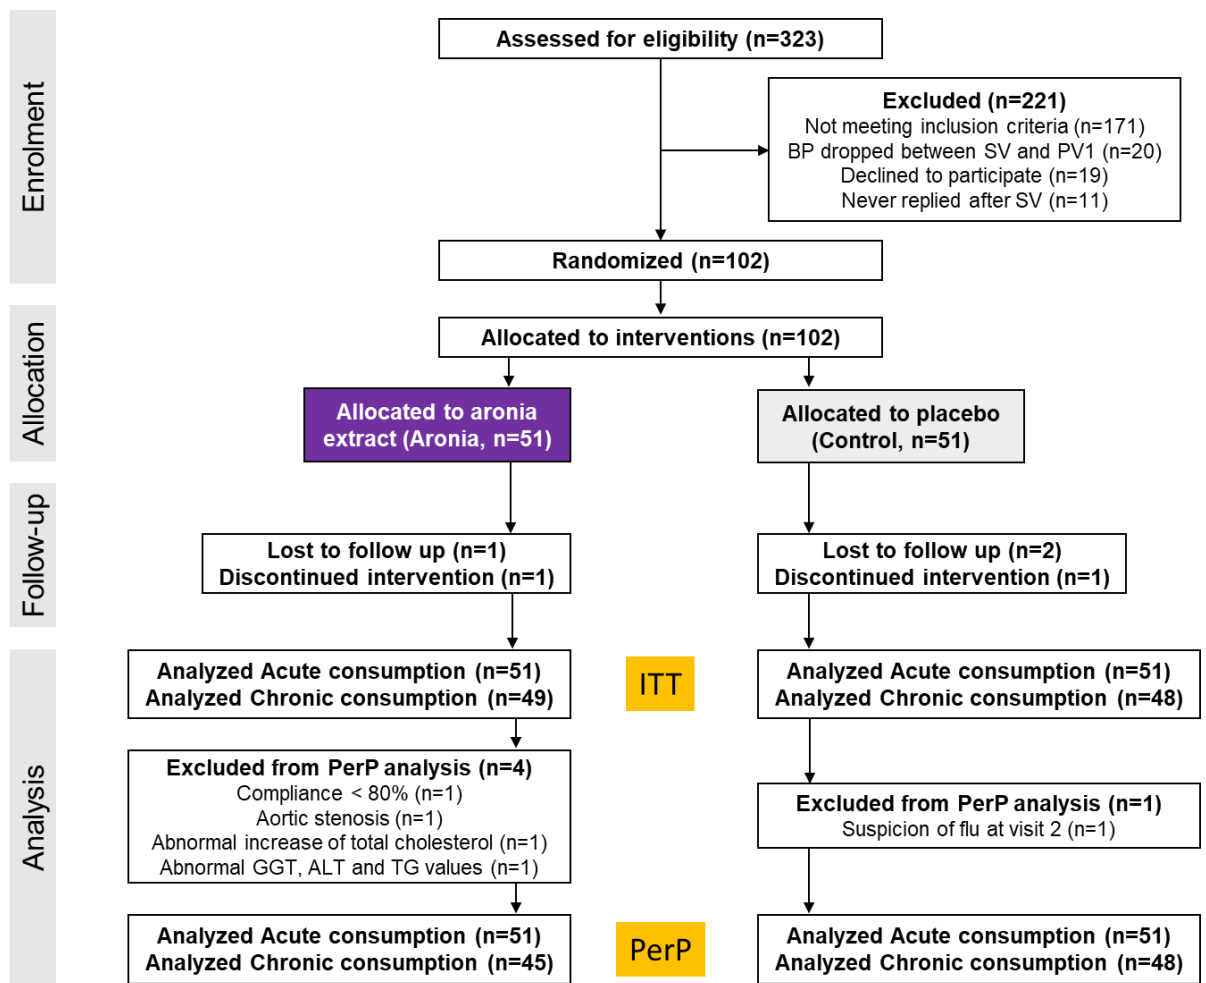 Enrolment
Assessed for eligibility (n=323)
Excluded (n=221)
Not meeting inclusion criteria (n=171)
BP dropped between SV and PV1 (n=20)
Declined to participate (n=19)
Never replied after SV (n=11)
Randomized (n=102)
Allocation
Allocated to interventions (n=102)
Allocated to aronia
extract (Aronia, n=51)
Allocated to placebo
(Control, n=51)
Follow-up
Lost to follow up (n=1)
Discontinued intervention (n=1)
Lost to follow up (n=2)
Discontinued intervention (n=1)
Analysis
Analyzed Acute consumption (n=51)
Analyzed Chronic consumption (n=49)
ITT
Analyzed Acute consumption (n=51)
Analyzed Chronic consumption (n=48)
Excluded from PerP analysis (n=4)
Compliance < 80% (n=1)
Aortic stenosis (n=1)
Abnormal increase of total cholesterol (n=1)
Abnormal GGT, ALT and TG values (n=1)
Excluded from PerP analysis (n=1)
Suspicion of flu at visit 2 (n=1)
Analyzed Acute consumption (n=51)
Analyzed Chronic consumption (n=45)
PerP
Analyzed Acute consumption (n=51)
Analyzed Chronic consumption (n=48)